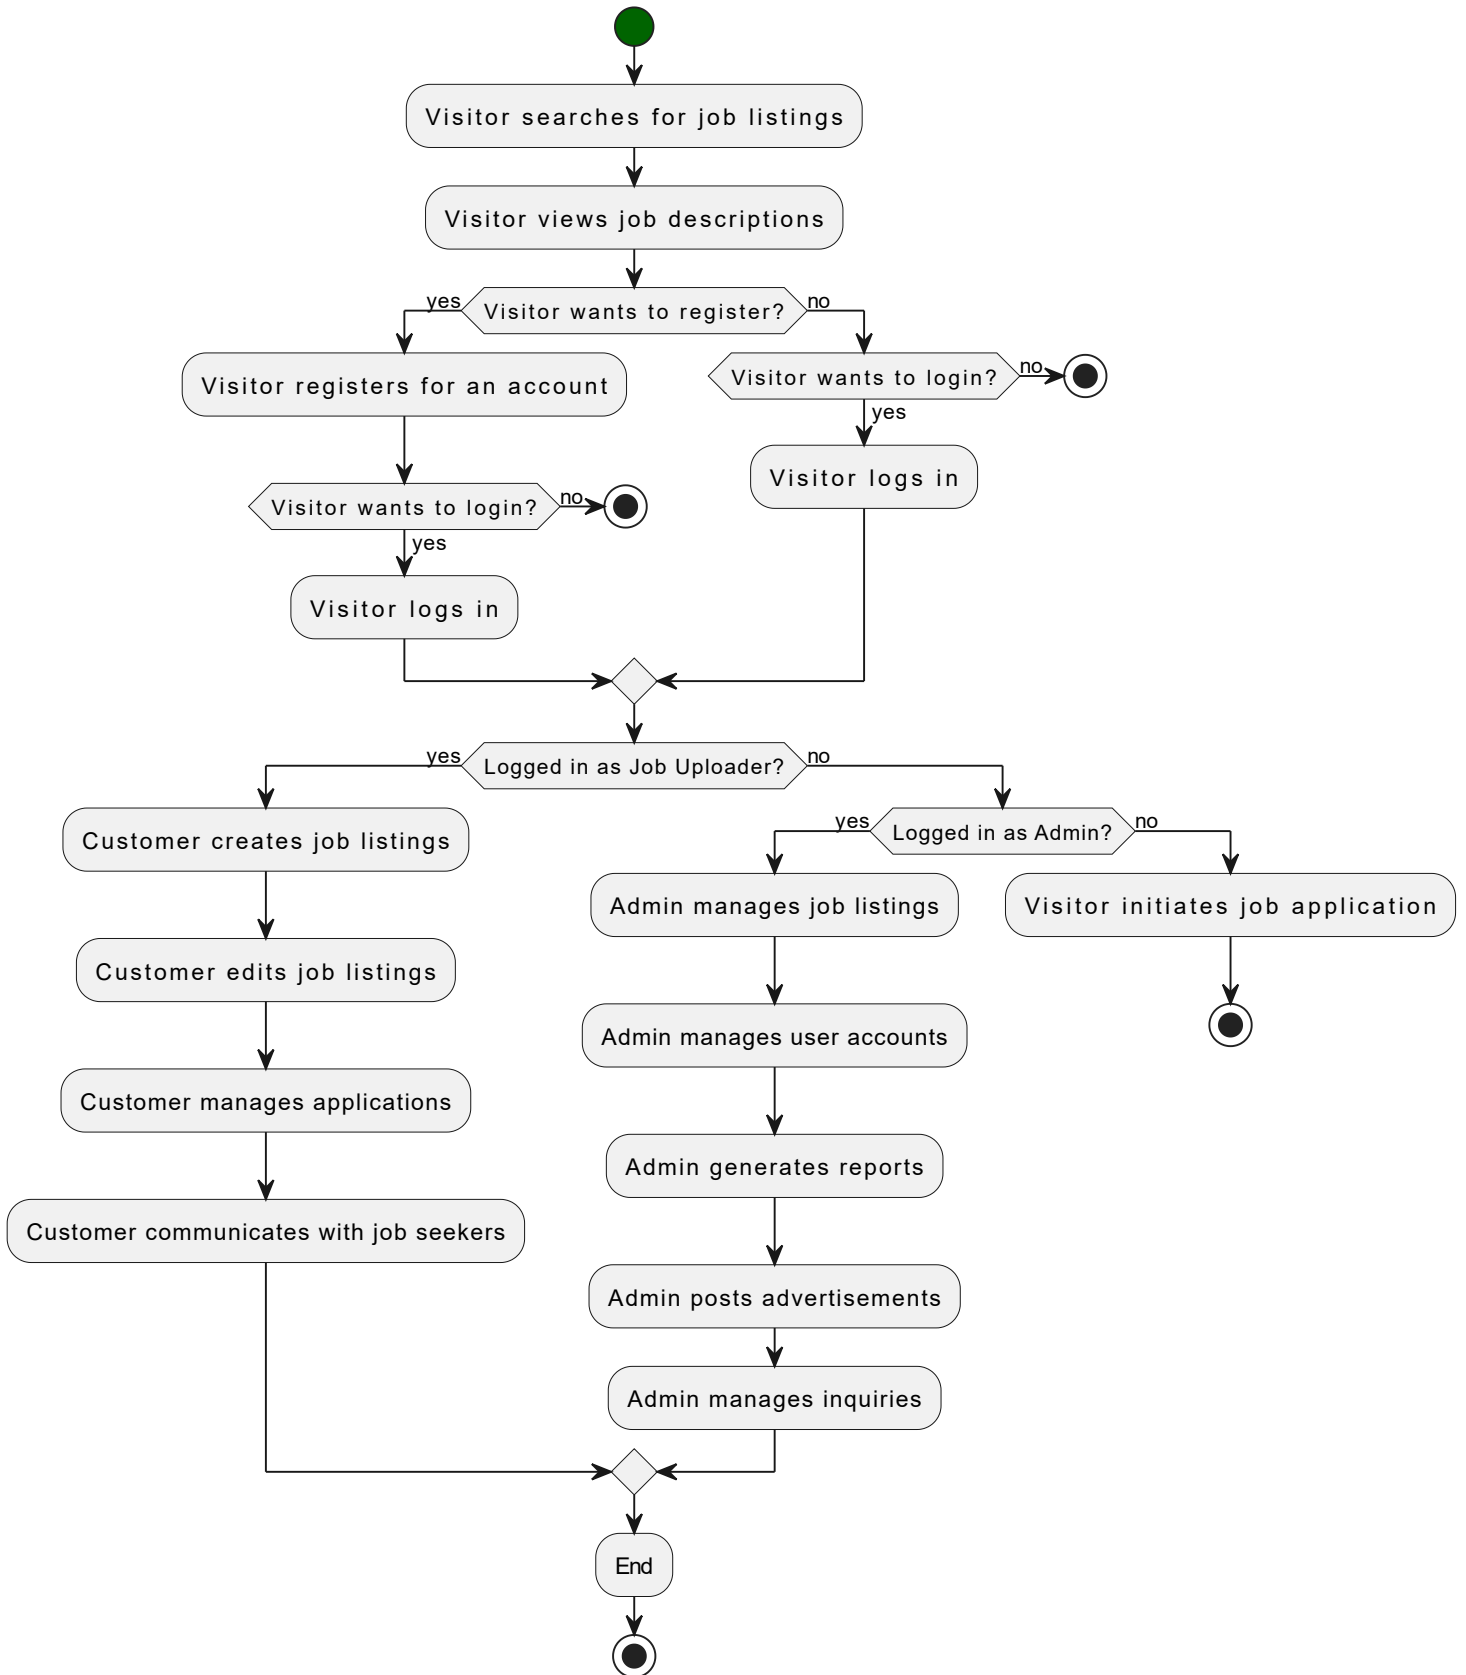 Visitor searches for job listings
Visitor views job descriptions
yes
Visitor wants to register?
no
Visitor registers for an account
Visitor wants to login?
no
yes
Visitor logs in
Visitor wants to login?
no
yes
Visitor logs in
yes
Logged in as Job Uploader?
no
Customer creates job listings
Customer edits job listings
Customer manages applications
Customer communicates with job seekers
yes
Logged in as Admin?
no
Admin manages job listings
Admin manages user accounts
Admin generates reports
Admin posts advertisements
Admin manages inquiries
Visitor initiates job application
End